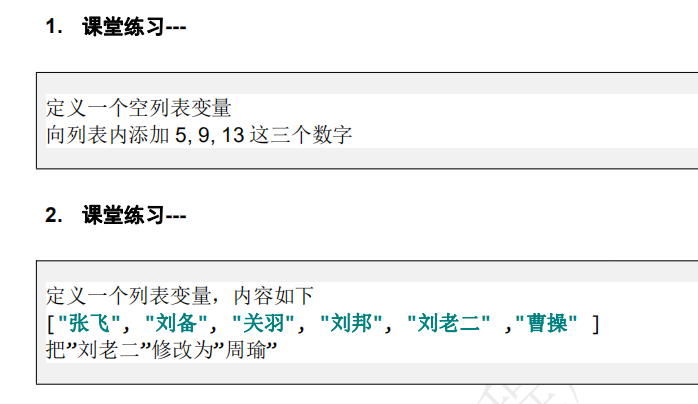 1. 课堂练习---
定义一个空列表变量
向列表内添加 5, 9, 13 这三个数字
2. 课堂练习---
定义一个列表变量，内容如下
["张飞", "刘备", "关羽", "刘邦", "刘老二" ,"曹操" ]
把”刘老二”修改为”周瑜”